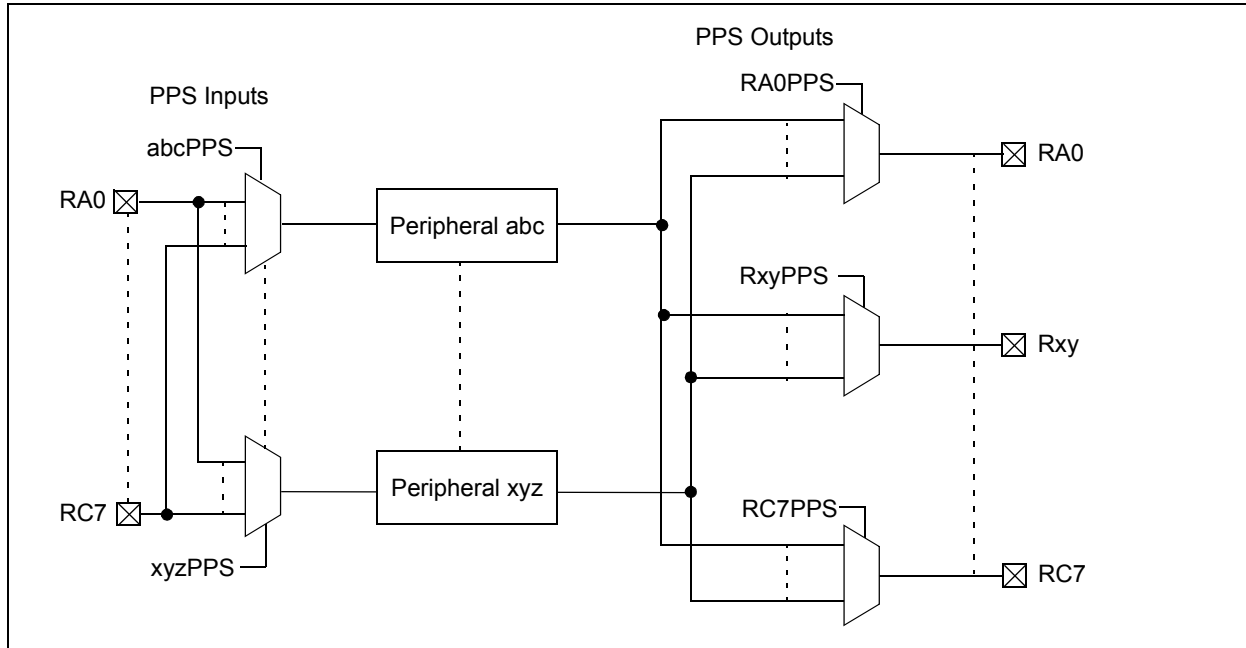 PPS Outputs
RA0PPS
PPS Inputs
abcPPS
RA0
RA0
Peripheral abc
RxyPPS
Rxy
Peripheral xyz
RC7
RC7PPS
xyzPPS
RC7